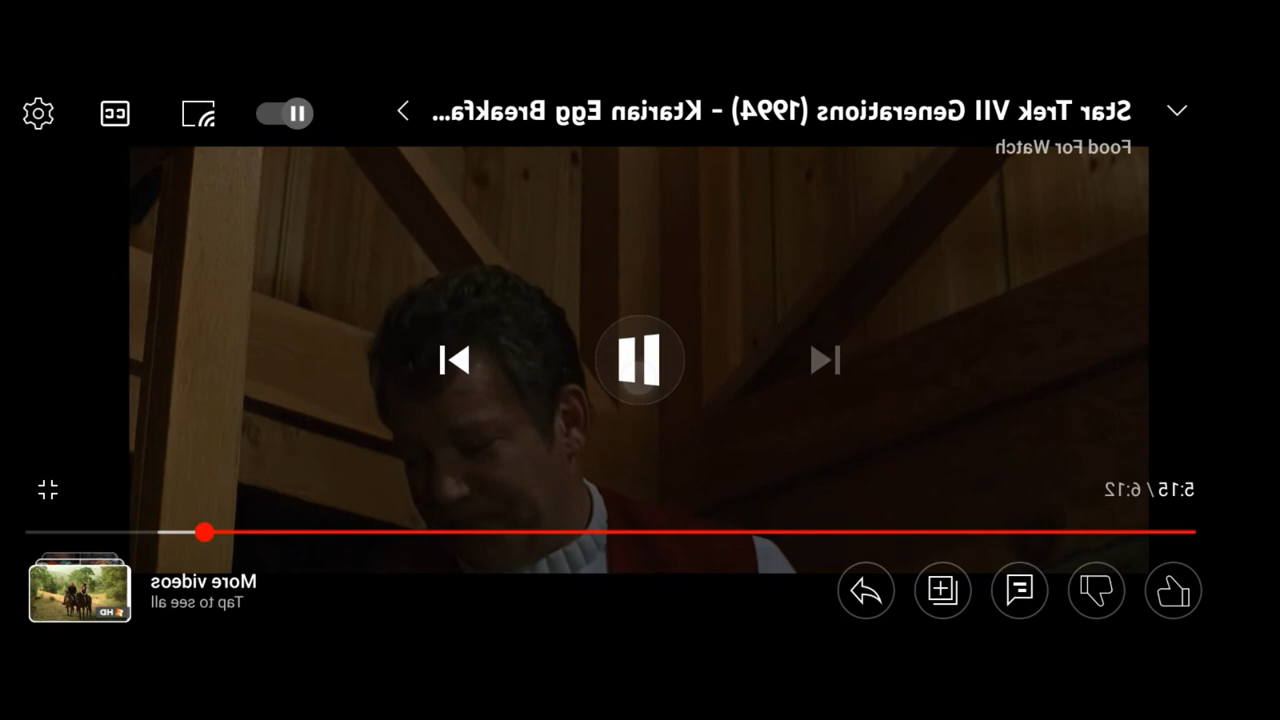 Star Trek VII Generations (1994) - Ktarian Egg Breakfa...
Food For Watch
CC
5:15 / 6:12
More videos
Tap to see all
HD